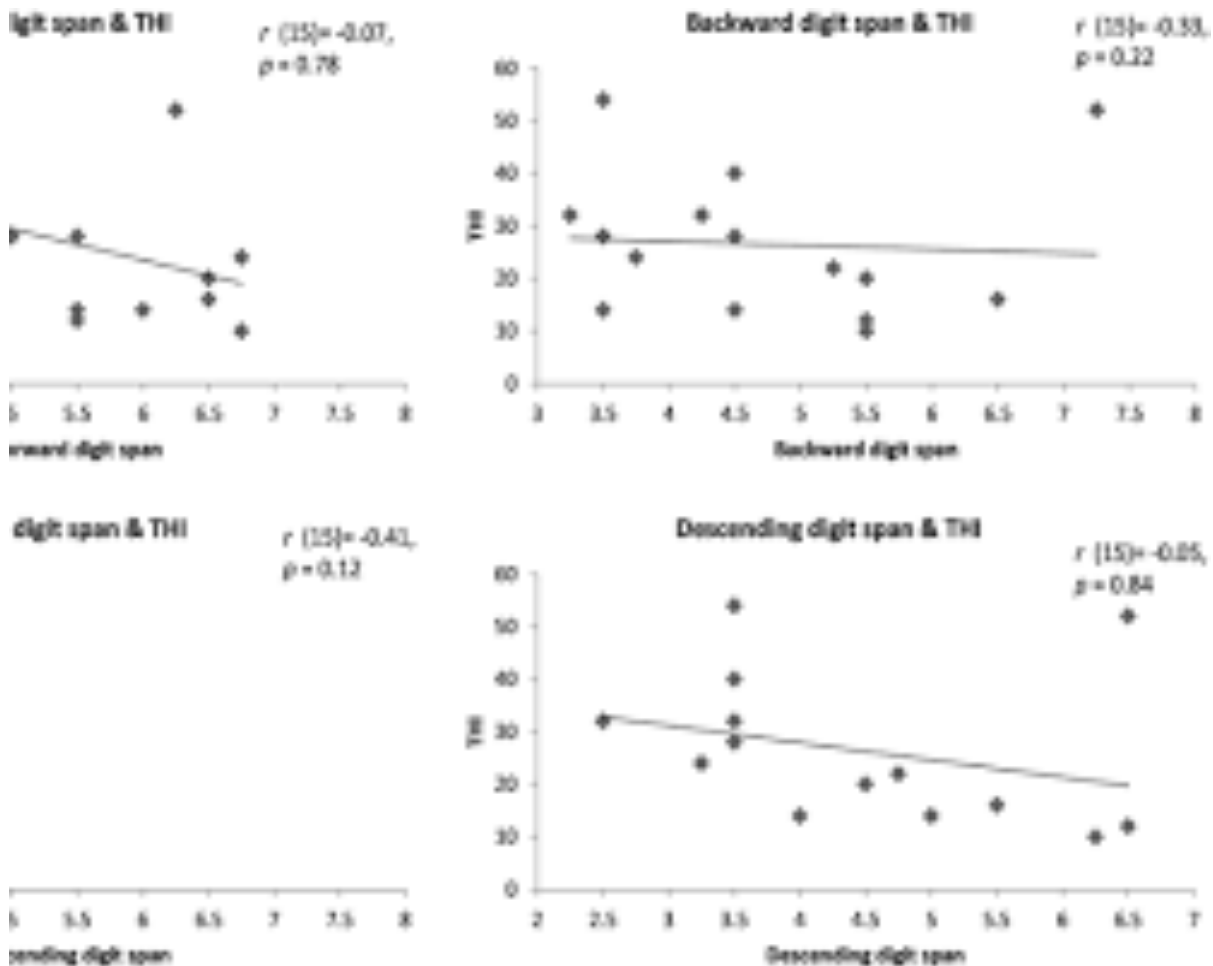 igit span & THI
r (15)= -0.07,
p = 0.78
5.5 6 6.5 7 7.5 8
rward digit span
Backward digit span & THI
r (15)= -0.33,
p = 0.22
60
50
40
30
20
10
0
THI
3 3.5 4 4.5 5 5.5 6 6.5 7 7.5 8
Backward digit span
digit span & THI
r (15)= -0.41,
p = 0.12
5.5 6 6.5 7 7.5 8
cending digit span
Descending digit span & THI
r (15)= -0.05,
p = 0.84
60
50
40
30
20
10
0
THI
2 2.5 3 3.5 4 4.5 5 5.5 6 6.5 7
Descending digit span